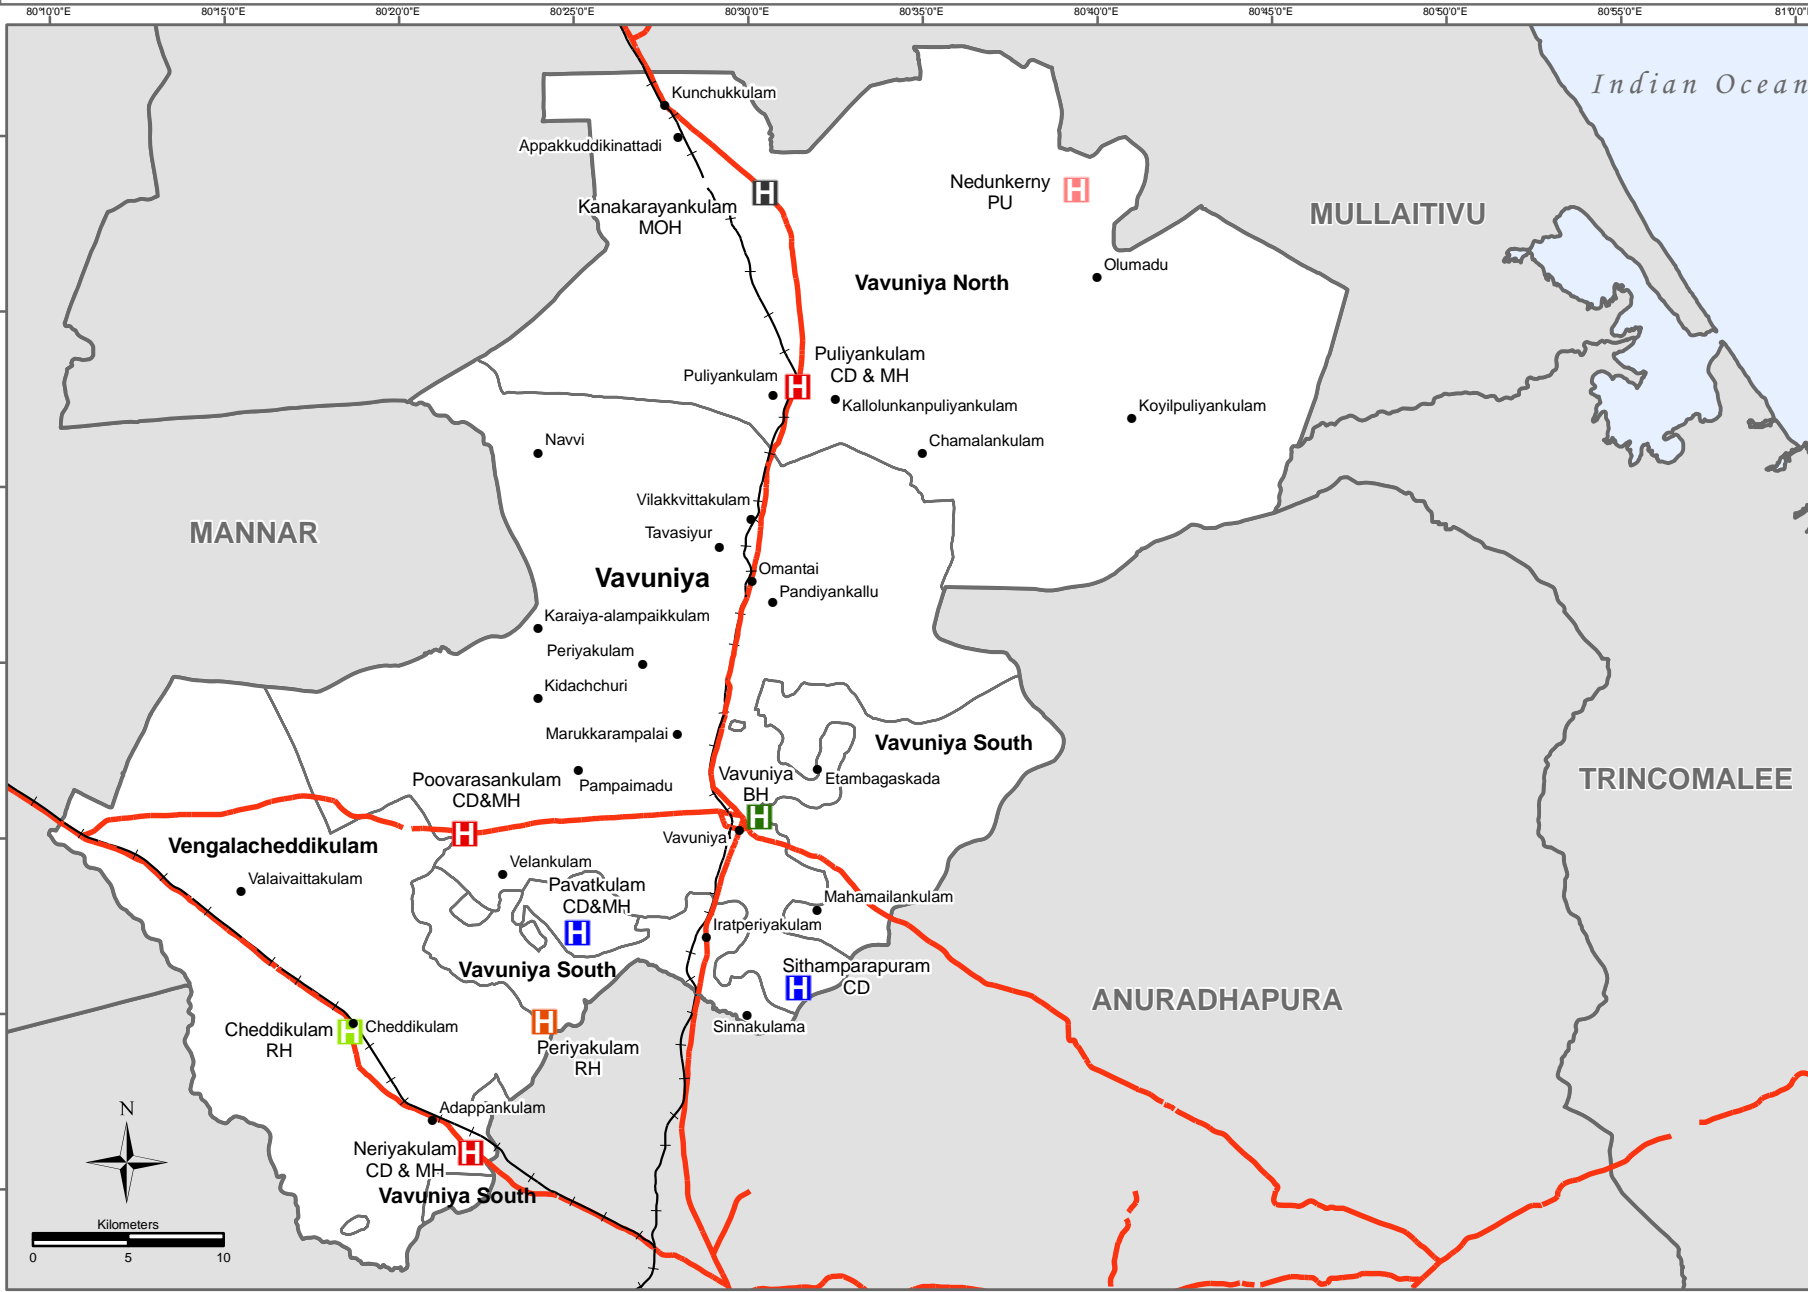 80°10'0"E 80°15'0"E 80°20'0"E 80°25'0"E 80°30'0"E 80°35'0"E 80°40'0"E 80°45'0"E 80°50'0"E 80°55'0"E
Indian Ocean
Kunchukkulam
Appakkuddikinattadi
H
Kanakarayankulam
MOH
Nedunkerny
PU
H
MULLAITIVU
Olumadu
Vavuniya North
Puliyankulam
CD & MH
H
Puliyankulam
Kallolunkanpuliyankulam
Koyilpuliyankulam
Chamalankulam
Navvi
MANNAR
Vilakkvittakulam
Tavasiyur
Vavuniya
Omantai
Pandiyankallu
Karaiya-alampaikkulam
Periyakulam
Kidachchuri
Marukkarampalai
Vavuniya South
Pampaimadu
Etambagaskada
TRINCOMALEE
Poovarasankulam
CD&MH
H
Vavuniya
BH
H
Vavuniya
Vengalacheddikulam
Valaivaittakulam
Velankulam
Pavatkulam
CD&MH
H
Mahamailankulam
Iratperiyakulam
Vavuniya South
Sithamparapuram
CD
H
ANURADHAPURA
Sinnakulama
Cheddikulam
RH
H
Cheddikulam
H
Periyakulam
RH
Adappankulam
Neriyakulam
CD & MH
H
Vavuniya South
N
Kilometers
0 5 10